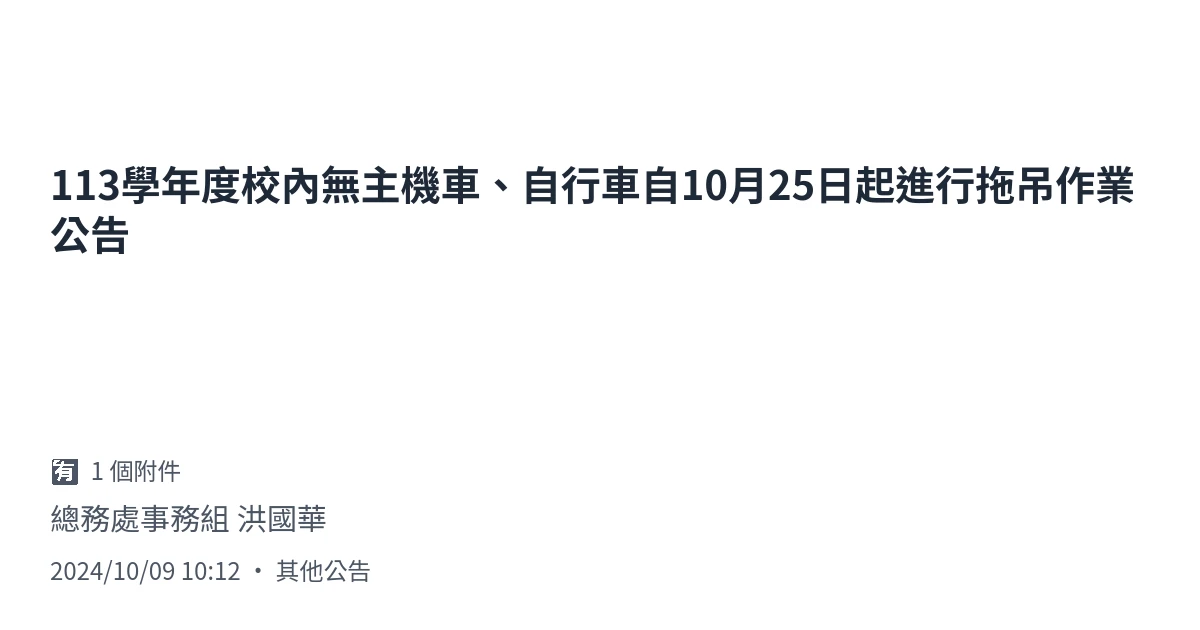 113學年度校內無主機車、自行車自10月25日起進行拖吊作業
公告
有 1 個附件
總務處事務組 洪國華
2024/10/09 10:12 • 其他公告